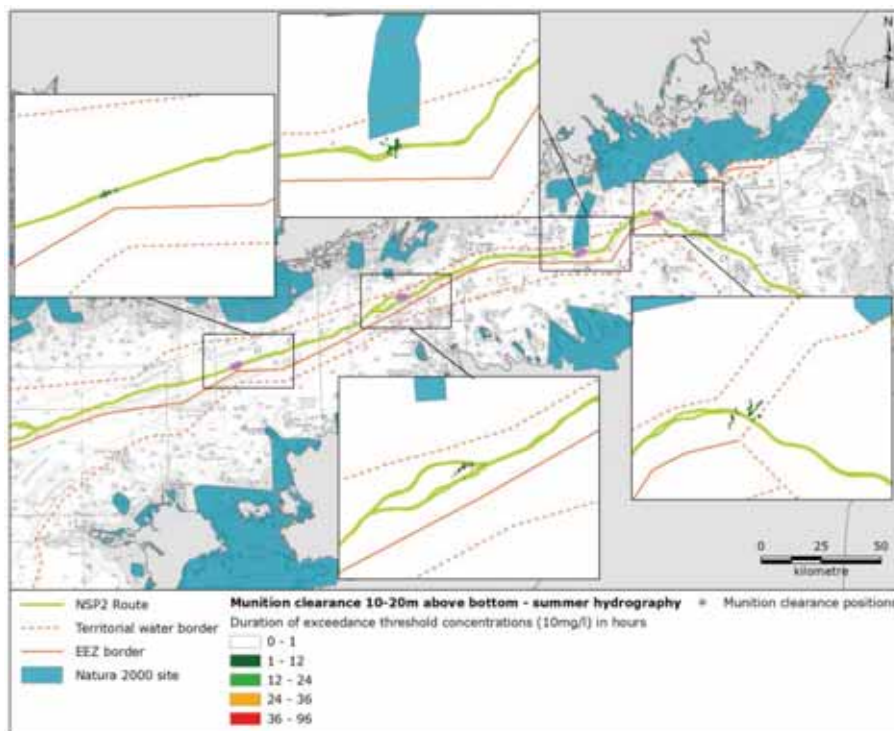 N
0 25 50
kilometre
NSP2 Route
Territorial water border
EEZ border
Natura 2000 site
Munition clearance 10-20m above bottom - summer hydrography
Munition clearance positions
Duration of exceedance threshold concentrations (10mg/l) in hours
0 - 1
1 - 12
12 - 24
24 - 36
36 - 96